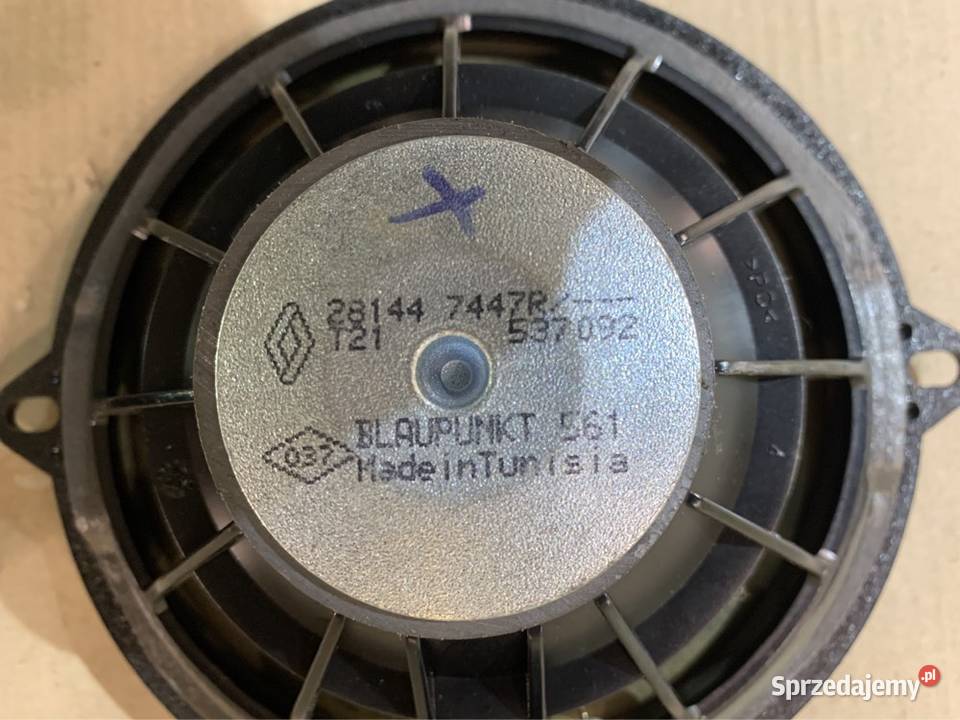 28144 7447R/---
T21 537092
BLAUPUNKT 561
037
MadeinTunisia
Sprzedajemy.pl